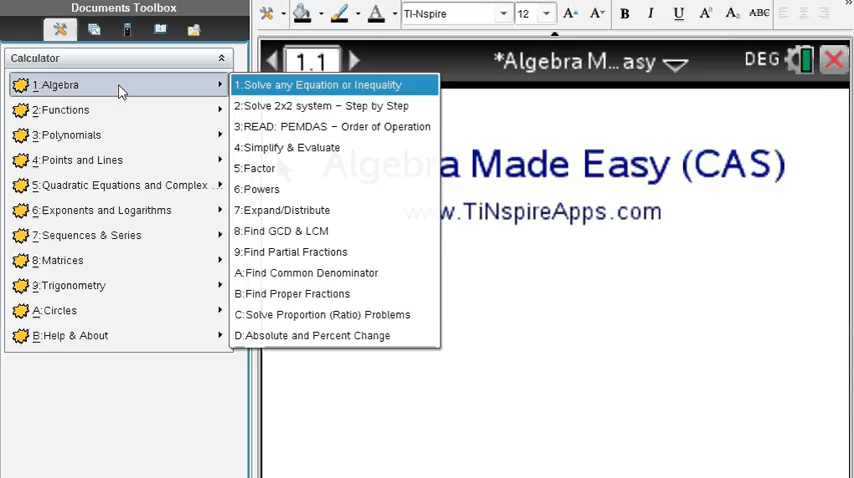 Documents Toolbox
TI-Nspire
12
A
B I U A A ABC
Calculator
1.1
*Algebra M...asy
DEG
1:Algebra
2:Functions
3:Polynomials
4:Points and Lines
5:Quadratic Equations and Complex ...
6:Exponents and Logarithms
7:Sequences & Series
8:Matrices
9:Trigonometry
A:Circles
B:Help & About
1:Solve any Equation or Inequality
2:Solve 2x2 system – Step by Step
3:READ: PEMDAS – Order of Operation
4:Simplify & Evaluate
5:Factor
6:Powers
7:Expand/Distribute
8:Find GCD & LCM
9:Find Partial Fractions
A:Find Common Denominator
B:Find Proper Fractions
C:Solve Proportion (Ratio) Problems
D:Absolute and Percent Change
Algebra Made Easy (CAS)
www.TiNspireApps.com